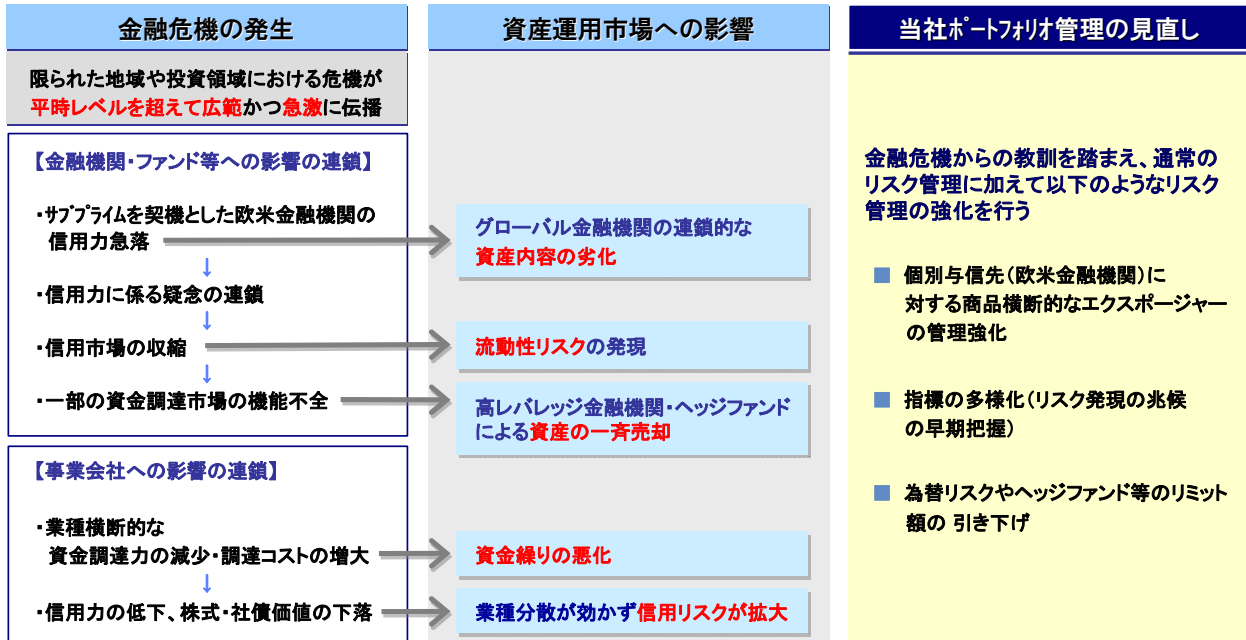 金融危機の発生
限られた地域や投資領域における危機が
平時レベルを超えて広範かつ急激に伝播
【金融機関・ファンド等への影響の連鎖】
・ｻﾌﾞﾌﾟﾗｲﾑを契機とした欧米金融機関の
信用力急落
↓
・信用力に係る疑念の連鎖
↓
・信用市場の収縮
↓
・一部の資金調達市場の機能不全
【事業会社への影響の連鎖】
・業種横断的な
資金調達力の減少・調達コストの増大
↓
・信用力の低下、株式・社債価値の下落
資産運用市場への影響
グローバル金融機関の連鎖的な
資産内容の劣化
流動性リスクの発現
高レバレッジ金融機関・ヘッジファンド
による資産の一斉売却
資金繰りの悪化
業種分散が効かず信用リスクが拡大
当社ﾎﾟｰﾄﾌｫﾘｵ管理の見直し
金融危機からの教訓を踏まえ、通常の
リスク管理に加えて以下のようなリスク
管理の強化を行う
■ 個別与信先（欧米金融機関）に
対する商品横断的なエクスポージャー
の管理強化
■ 指標の多様化（リスク発現の兆候
の早期把握）
■ 為替リスクやヘッジファンド等のリミット
額の 引き下げ